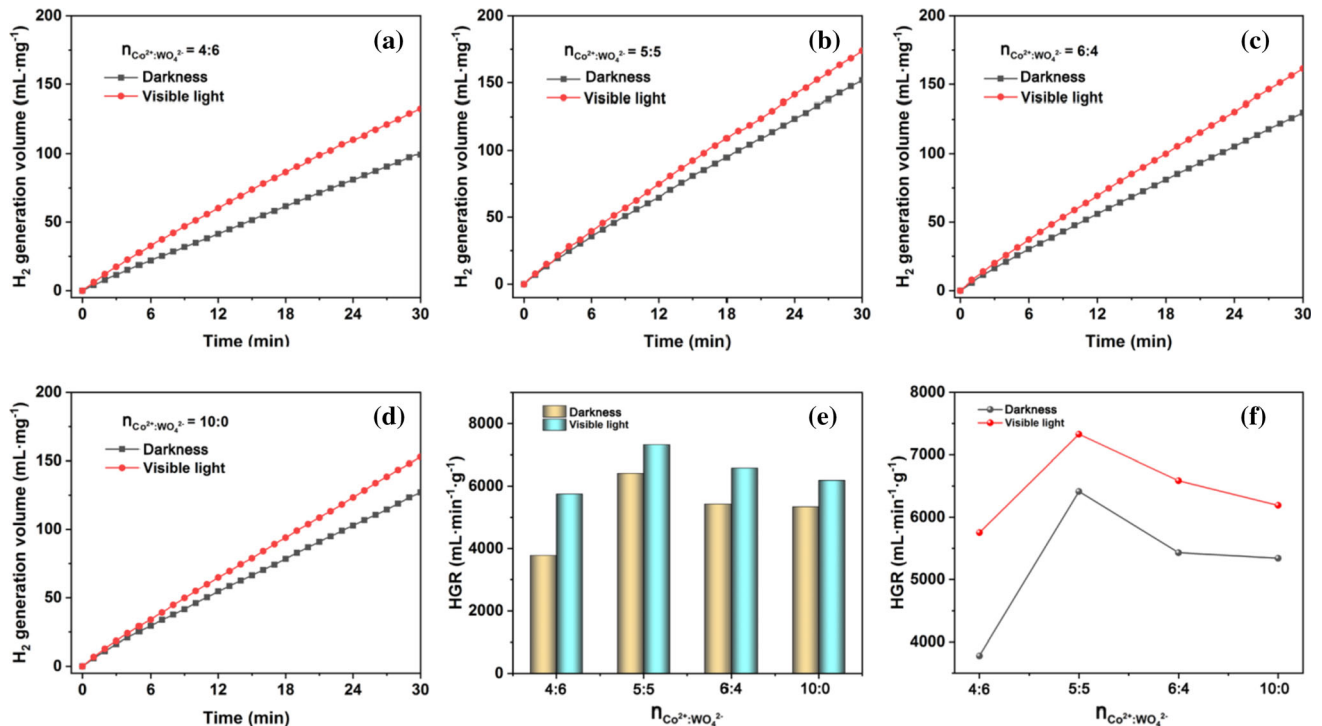 (a)
n Co²⁺:WO₄²⁻ = 4:6
Darkness
Visible light
H₂ generation volume (mL·mg⁻¹)
200
150
100
50
0
0 6 12 18 24 30
Time (min)
(b)
n Co²⁺:WO₄²⁻ = 5:5
Darkness
Visible light
H₂ generation volume (mL·mg⁻¹)
200
150
100
50
0
0 6 12 18 24 30
Time (min)
(c)
n Co²⁺:WO₄²⁻ = 6:4
Darkness
Visible light
H₂ generation volume (mL·mg⁻¹)
200
150
100
50
0
0 6 12 18 24 30
Time (min)
(d)
n Co²⁺:WO₄²⁻ = 10:0
Darkness
Visible light
H₂ generation volume (mL·mg⁻¹)
200
150
100
50
0
0 6 12 18 24 30
Time (min)
(e)
Darkness
Visible light
HGR (mL·min⁻¹·g⁻¹)
8000
6000
4000
2000
0
4:6 5:5 6:4 10:0
n Co²⁺:WO₄²⁻
(f)
Darkness
Visible light
HGR (mL·min⁻¹·g⁻¹)
8000
7000
6000
5000
4000
4:6 5:5 6:4 10:0
n Co²⁺:WO₄²⁻